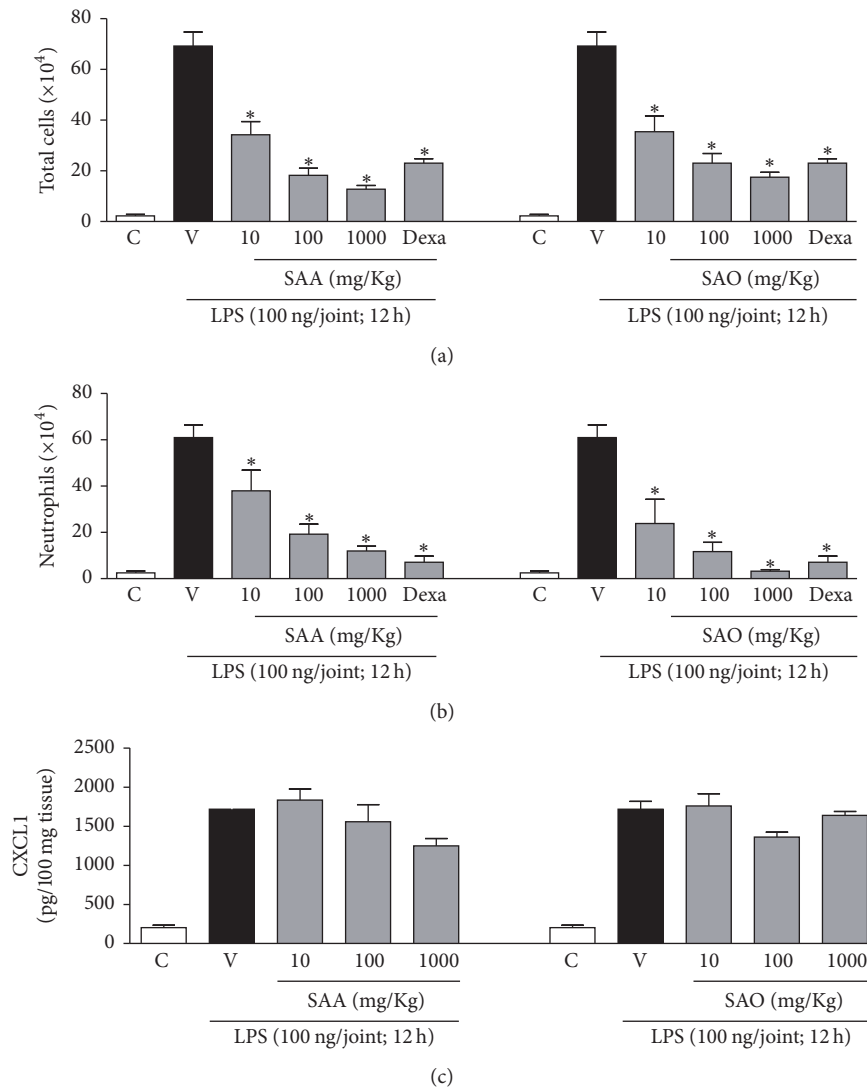 80
60
40
20
0
Total cells (×10⁴)
* * * * * * * *
C V 10 100 1000 Dexa C V 10 100 1000 Dexa
SAA (mg/Kg) SAO (mg/Kg)
LPS (100 ng/joint; 12 h) LPS (100 ng/joint; 12 h)
(a)
80
60
40
20
0
Neutrophils (×10⁴)
* * * * * * * *
C V 10 100 1000 Dexa C V 10 100 1000 Dexa
SAA (mg/Kg) SAO (mg/Kg)
LPS (100 ng/joint; 12 h) LPS (100 ng/joint; 12 h)
(b)
2500
2000
1500
1000
500
0
CXCL1
(pg/100 mg tissue)
C V 10 100 1000 C V 10 100 1000
SAA (mg/Kg) SAO (mg/Kg)
LPS (100 ng/joint; 12 h) LPS (100 ng/joint; 12 h)
(c)